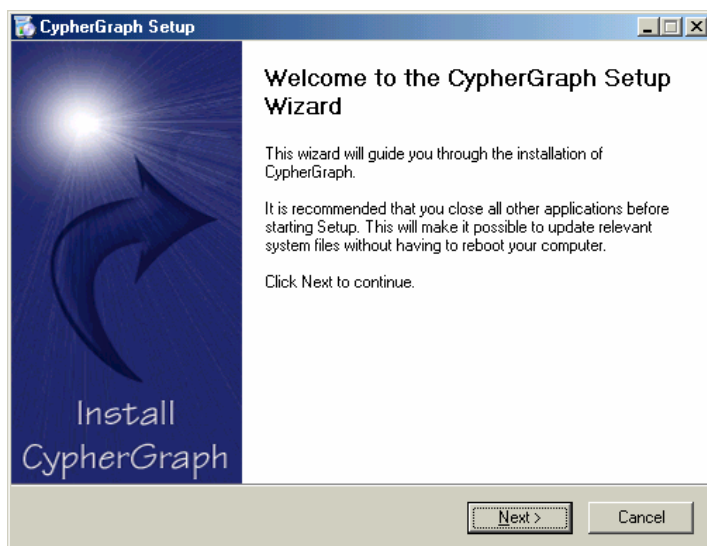 CypherGraph Setup
Welcome to the CypherGraph Setup
Wizard
This wizard will guide you through the installation of
CypherGraph.
It is recommended that you close all other applications before
starting Setup. This will make it possible to update relevant
system files without having to reboot your computer.
Click Next to continue.
Install
CypherGraph
Next >
Cancel